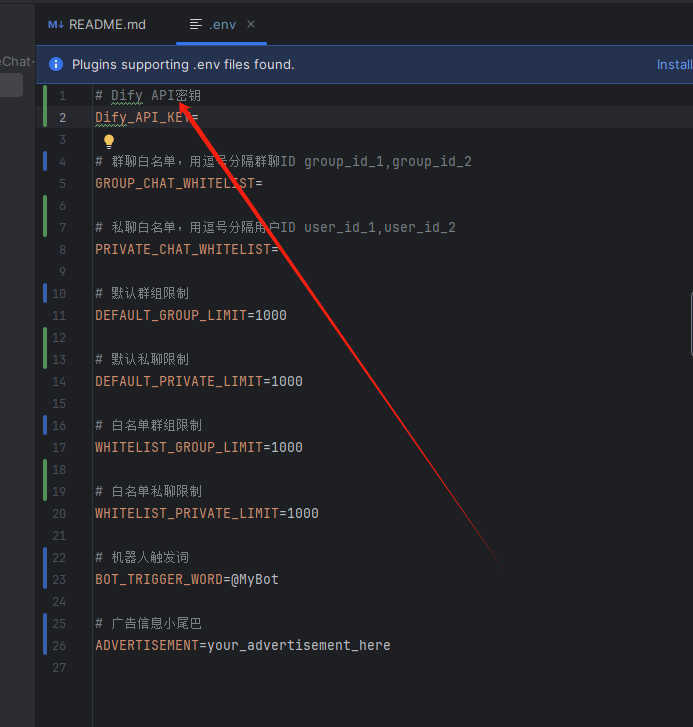 README.md
.env
eChat-
Plugins supporting .env files found.
Install
1 # Dify API密钥
2 Dify_API_KEY=
3
4 # 群聊白名单，用逗号分隔群聊ID group_id_1,group_id_2
5 GROUP_CHAT_WHITELIST=
6
7 # 私聊白名单，用逗号分隔用户ID user_id_1,user_id_2
8 PRIVATE_CHAT_WHITELIST=
9
10 # 默认群组限制
11 DEFAULT_GROUP_LIMIT=1000
12
13 # 默认私聊限制
14 DEFAULT_PRIVATE_LIMIT=1000
15
16 # 白名单群组限制
17 WHITELIST_GROUP_LIMIT=1000
18
19 # 白名单私聊限制
20 WHITELIST_PRIVATE_LIMIT=1000
21
22 # 机器人触发词
23 BOT_TRIGGER_WORD=@MyBot
24
25 # 广告信息小尾巴
26 ADVERTISEMENT=your_advertisement_here
27